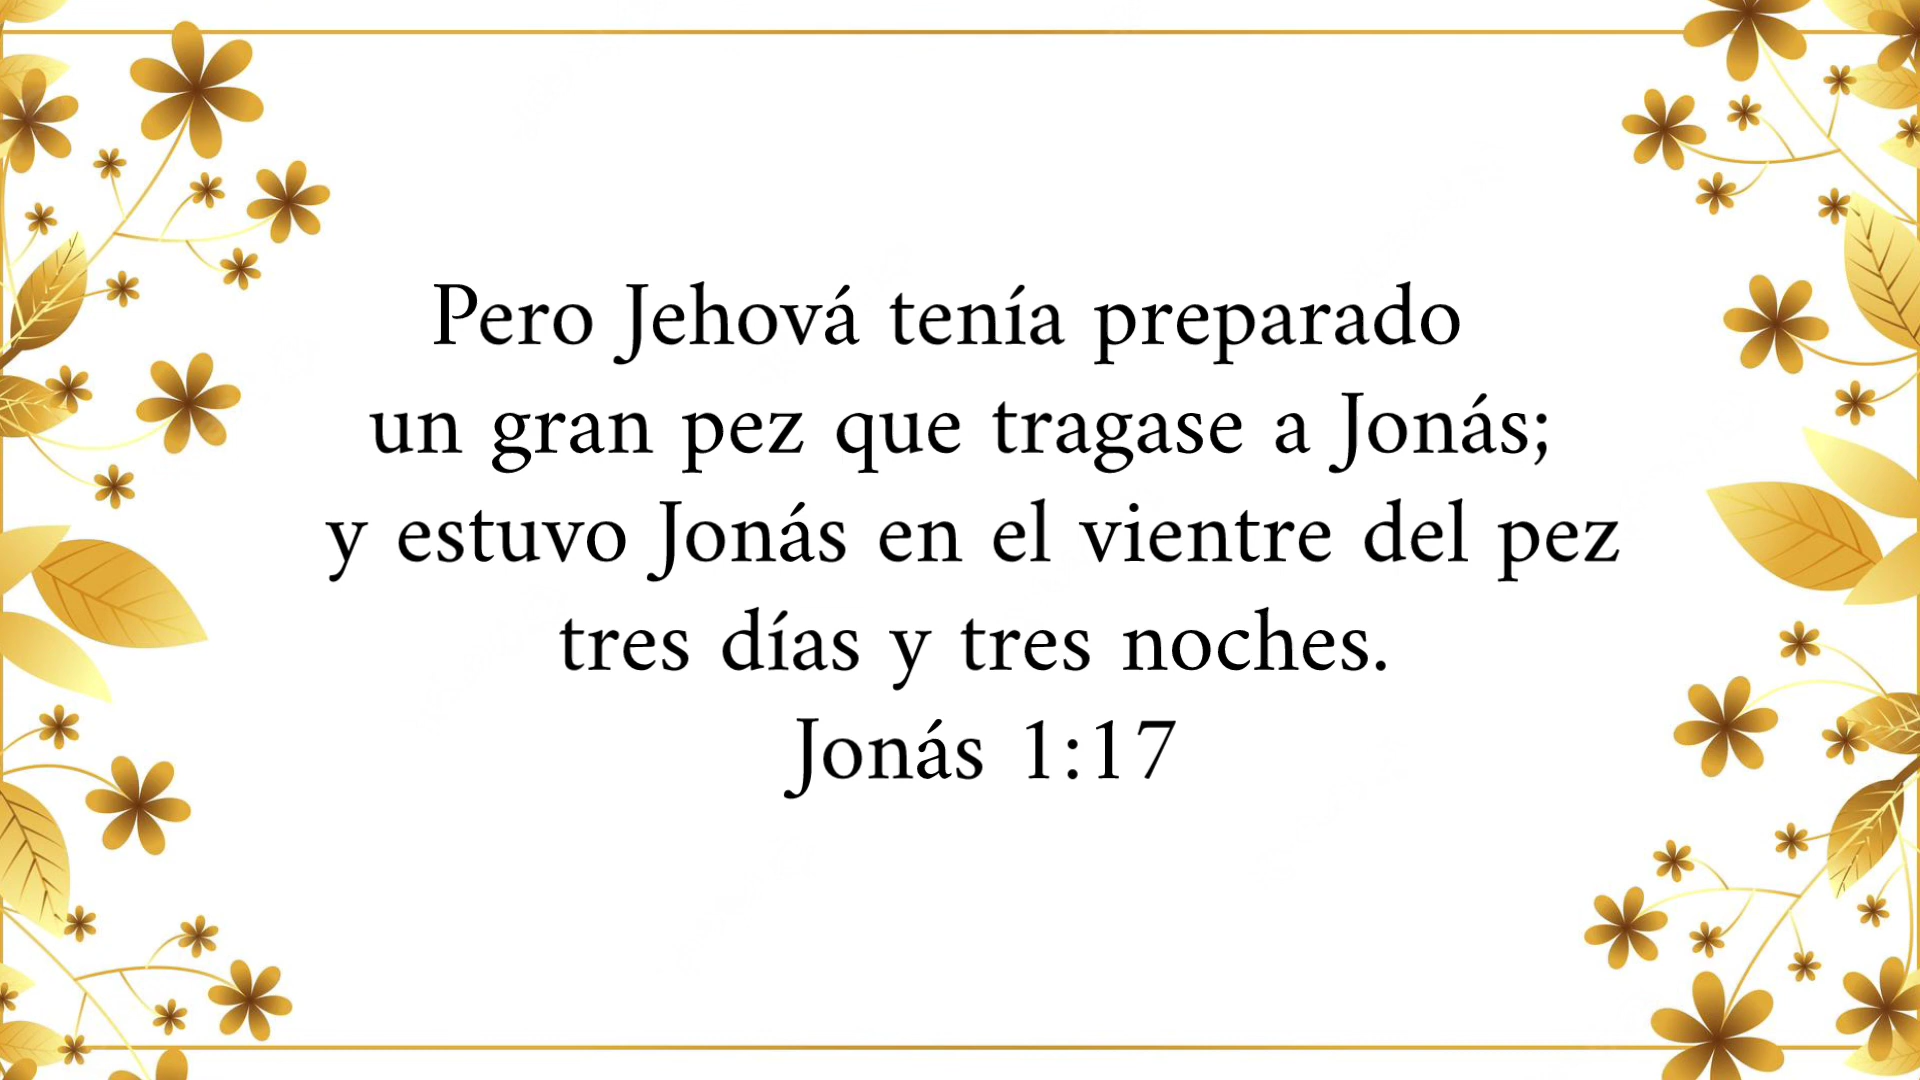 Pero Jehová tenía preparado
un gran pez que tragase a Jonás;
y estuvo Jonás en el vientre del pez
tres días y tres noches.
Jonás 1:17